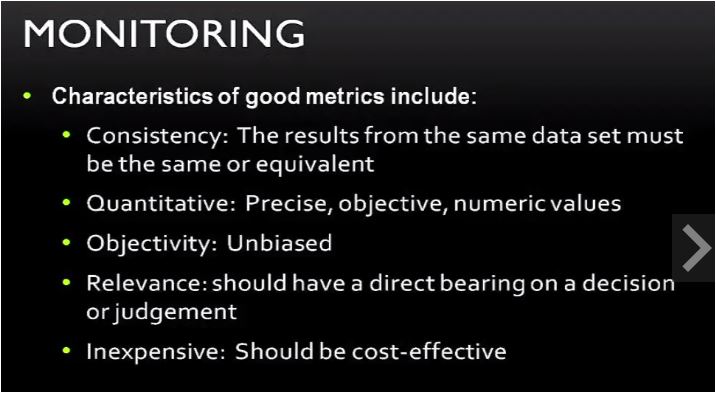 MONITORING
• Characteristics of good metrics include:
• Consistency: The results from the same data set must
be the same or equivalent
• Quantitative: Precise, objective, numeric values
• Objectivity: Unbiased
• Relevance: should have a direct bearing on a decision
or judgement
• Inexpensive: Should be cost-effective